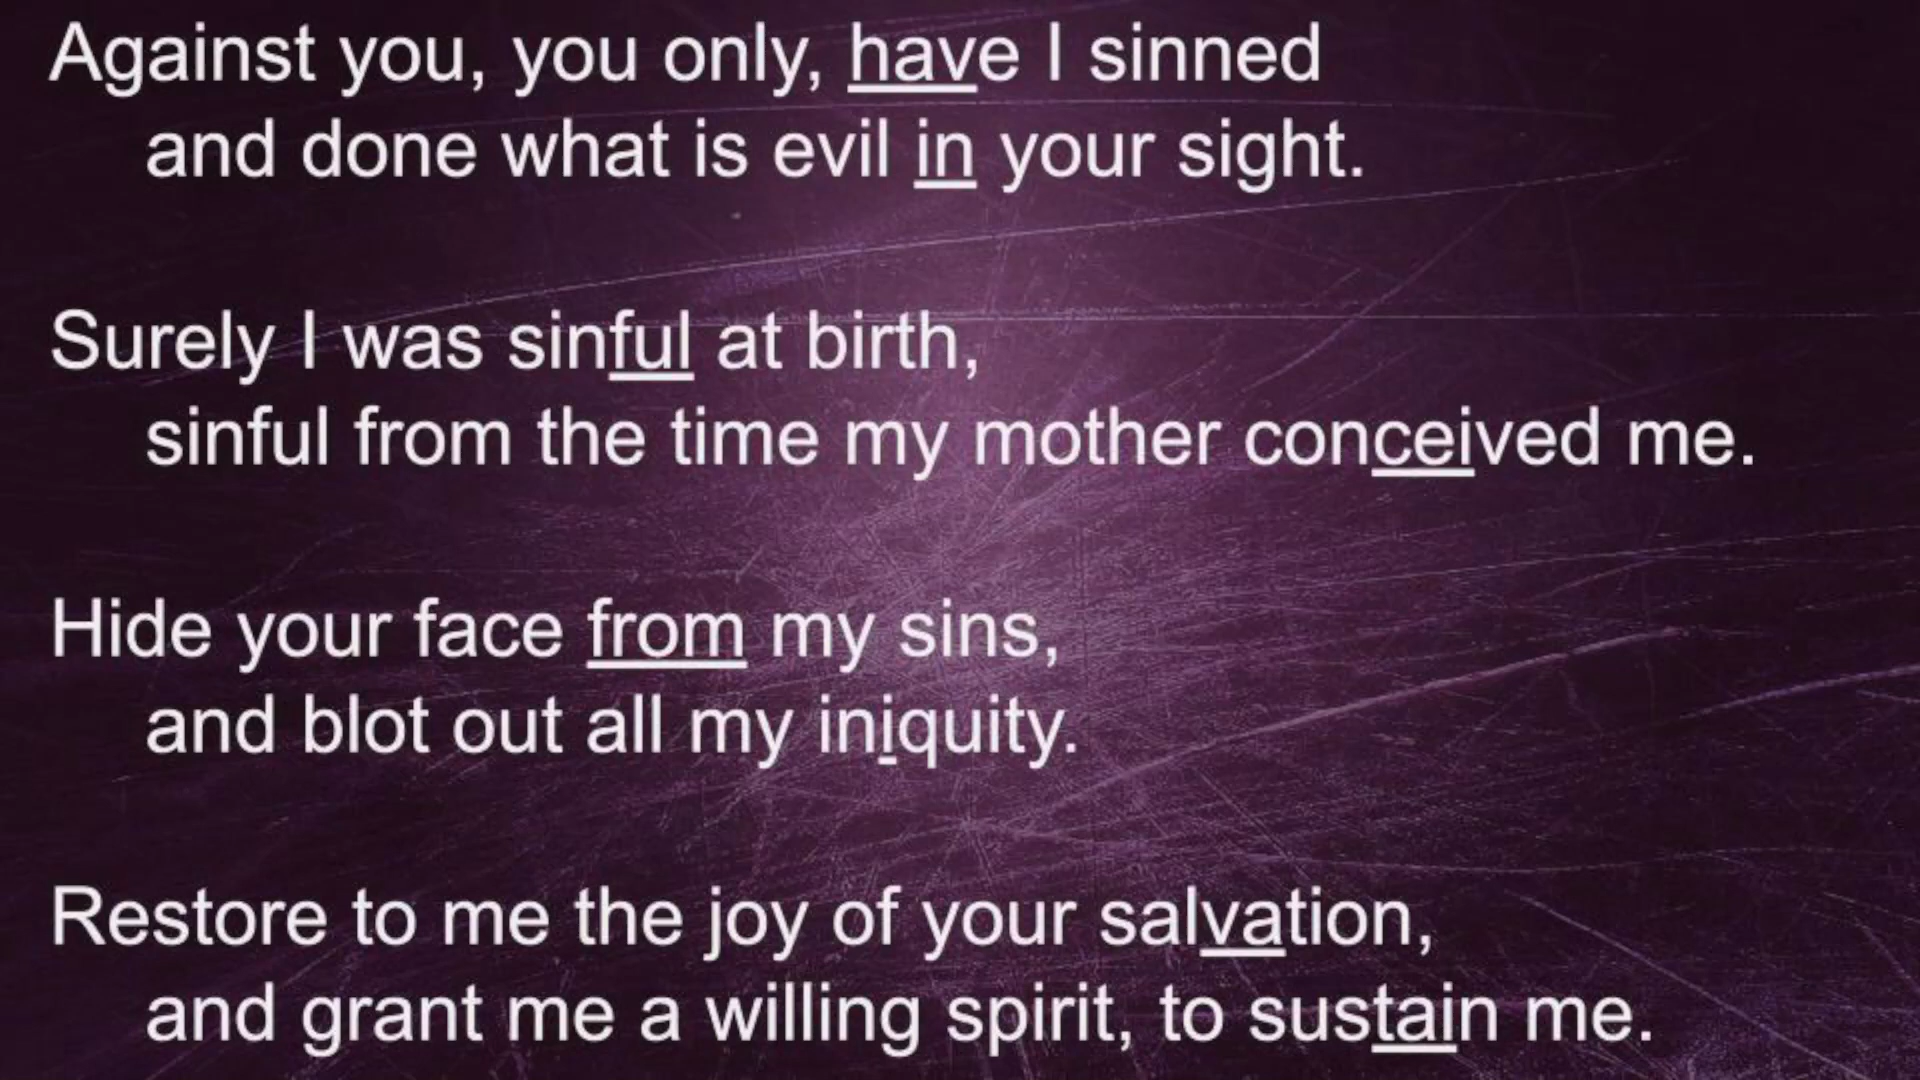 Against you, you only, have I sinned
and done what is evil in your sight.
Surely I was sinful at birth,
sinful from the time my mother conceived me.
Hide your face from my sins,
and blot out all my iniquity.
Restore to me the joy of your salvation,
and grant me a willing spirit, to sustain me.